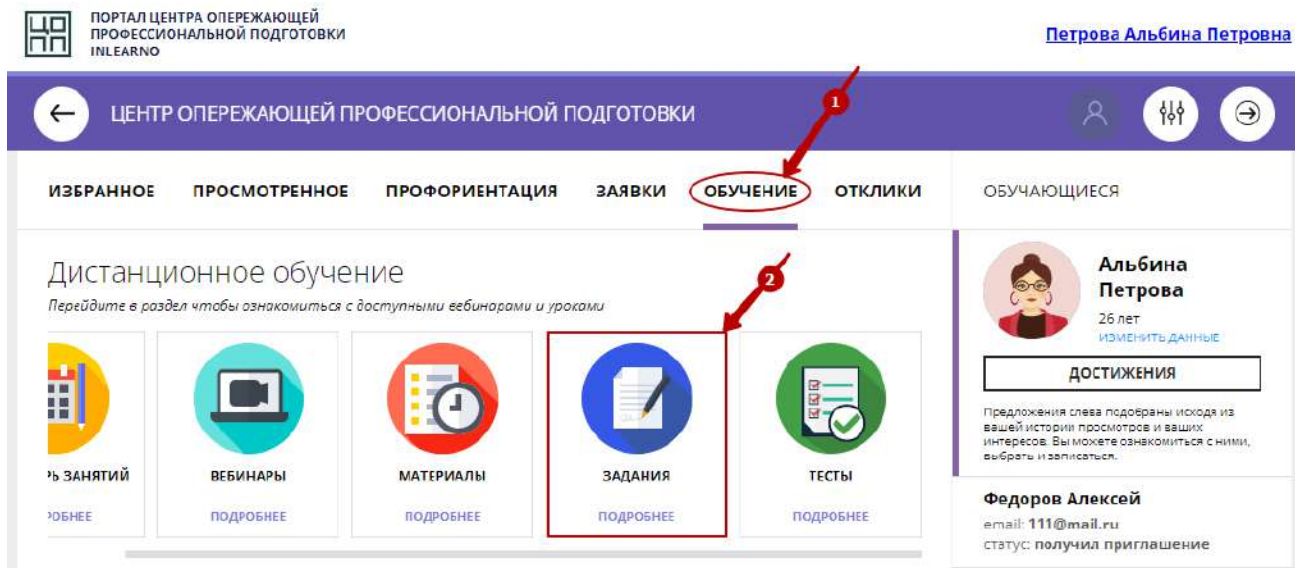 ЦОПП
ПОРТАЛ ЦЕНТРА ОПЕРЕЖАЮЩЕЙ
ПРОФЕССИОНАЛЬНОЙ ПОДГОТОВКИ
INLEARNO
Петрова Альбина Петровна
ЦЕНТР ОПЕРЕЖАЮЩЕЙ ПРОФЕССИОНАЛЬНОЙ ПОДГОТОВКИ
1
ИЗБРАННОЕ ПРОСМОТРЕННОЕ ПРОФОРИЕНТАЦИЯ ЗАЯВКИ ОБУЧЕНИЕ ОТКЛИКИ
Дистанционное обучение
Перейдите в раздел чтобы ознакомиться с доступными вебинарами и уроками
2
Ь ЗАНЯТИЙ ВЕБИНАРЫ МАТЕРИАЛЫ ЗАДАНИЯ ТЕСТЫ
РОБНЕЕ ПОДРОБНЕЕ ПОДРОБНЕЕ ПОДРОБНЕЕ ПОДРОБНЕЕ
ОБУЧАЮЩИЕСЯ
Альбина
Петрова
26 лет
ИЗМЕНИТЬ ДАННЫЕ
ДОСТИЖЕНИЯ
Предложения слева подобраны исходя из
вашей истории просмотров и ваших
интересов. Вы можете ознакомиться с ними,
выбрать и записаться.
Федоров Алексей
email: 111@mail.ru
статус: получил приглашение